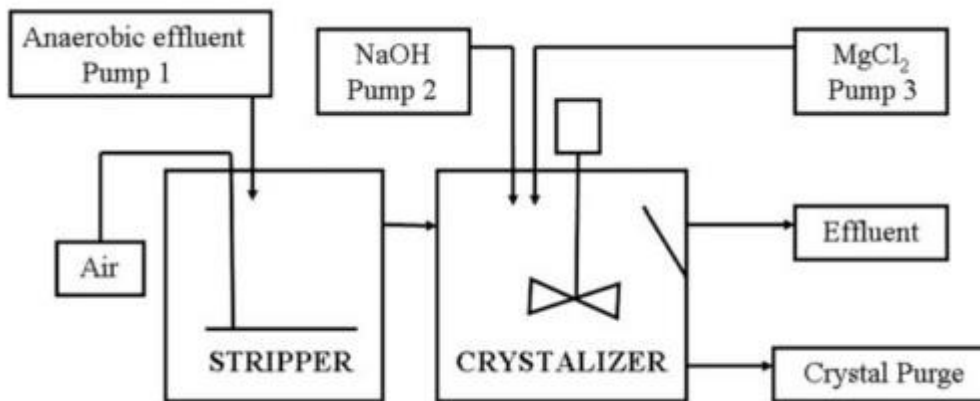 Anaerobic effluent
Pump 1
NaOH
Pump 2
MgCl₂
Pump 3
Air
Effluent
STRIPPER
CRYSTALIZER
Crystal Purge